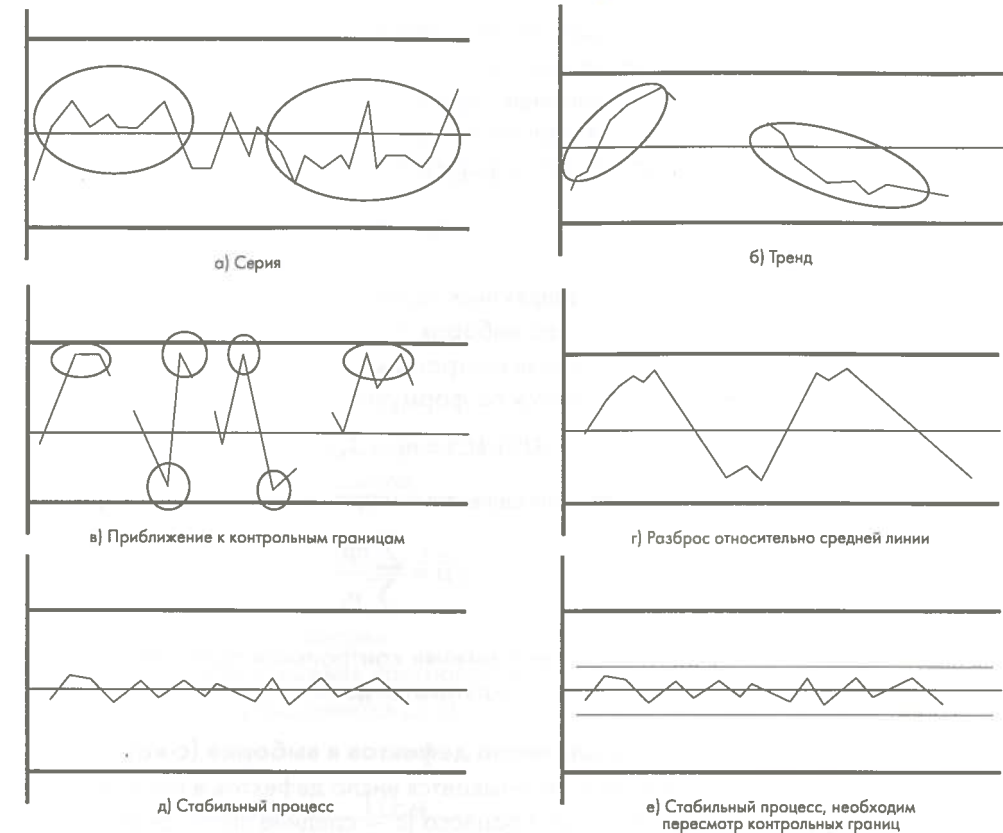 а) Серия
б) Тренд
в) Приближение к контрольным границам
г) Разброс относительно средней линии
д) Стабильный процесс
е) Стабильный процесс, необходим
пересмотр контрольных границ